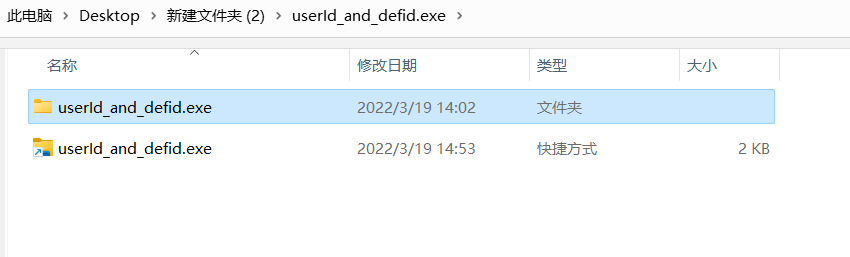 此电脑 > Desktop > 新建文件夹 (2) > userId_and_defid.exe >
名称 修改日期 类型 大小
userId_and_defid.exe 2022/3/19 14:02 文件夹
userId_and_defid.exe 2022/3/19 14:53 快捷方式 2 KB